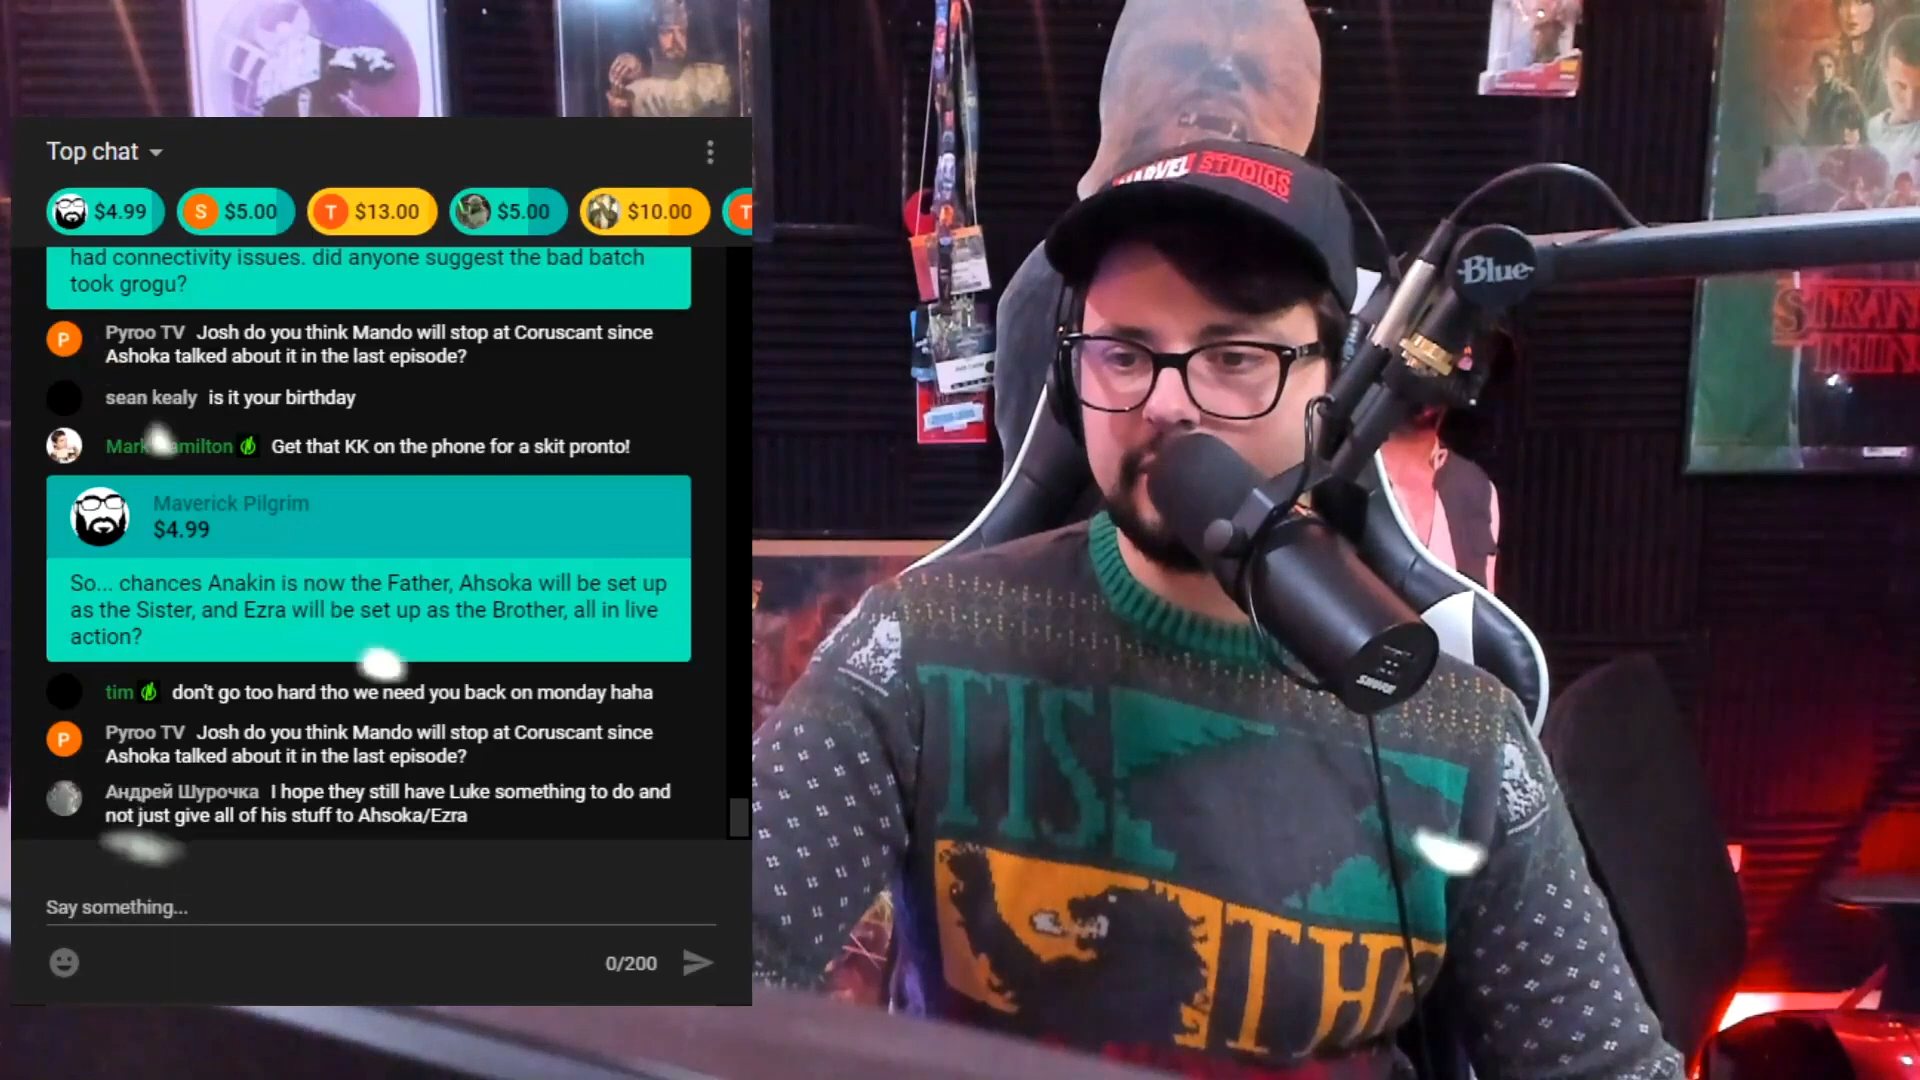 Top chat
$4.99
S $5.00
T $13.00
$5.00
$10.00
T
had connectivity issues. did anyone suggest the bad batch
took grogu?
P Pyroo TV Josh do you think Mando will stop at Coruscant since
Ashoka talked about it in the last episode?
sean kealy is it your birthday
Mark Hamilton Get that KK on the phone for a skit pronto!
Maverick Pilgrim
$4.99
So... chances Anakin is now the Father, Ahsoka will be set up
as the Sister, and Ezra will be set up as the Brother, all in live
action?
tim don't go too hard tho we need you back on monday haha
P Pyroo TV Josh do you think Mando will stop at Coruscant since
Ashoka talked about it in the last episode?
Андрей Шурочка I hope they still have Luke something to do and
not just give all of his stuff to Ahsoka/Ezra
Say something...
0/200
MARVEL STUDIOS
Blue
SHURE
STRAN
THIN
TIS
THE